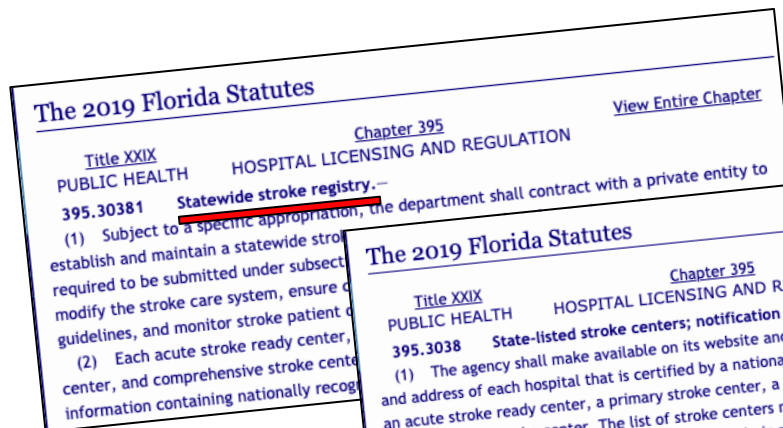 The 2019 Florida Statutes
Title XXIX
PUBLIC HEALTH
Chapter 395
HOSPITAL LICENSING AND REGULATION
View Entire Chapter
395.30381 Statewide stroke registry.—
(1) Subject to a specific appropriation, the department shall contract with a private entity to
establish and maintain a statewide
required to be submitted under
modify the stroke care system, ensure
guidelines, and monitor stroke patient
(2) Each acute stroke ready center,
center, and comprehensive stroke
information containing nationally
The 2019 Florida Statutes
Title XXIX
PUBLIC HEALTH
Chapter 395
HOSPITAL LICENSING AND R
395.3038 State-listed stroke centers; notification
(1) The agency shall make available on its website and
and address of each hospital that is certified by a
an acute stroke ready center, a primary stroke center, a
The list of stroke centers